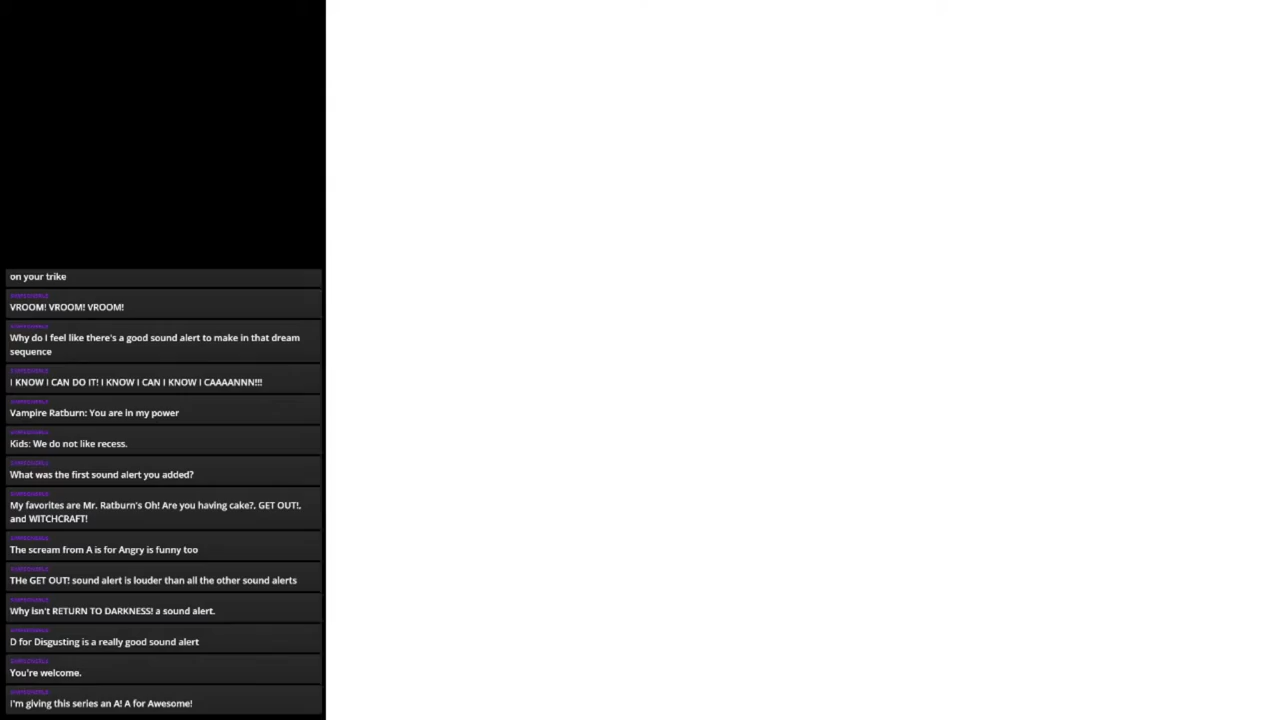 on your trike
VROOM! VROOM! VROOM!
Why do I feel like there's a good sound alert to make in that dream
sequence
I KNOW I CAN DO IT! I KNOW I CAN I KNOW I CAAAANNN!!!
Vampire Ratburn: You are in my power
Kids: We do not like recess.
What was the first sound alert you added?
My favorites are Mr. Ratburn's Oh! Are you having cake?, GET OUT!,
and WITCHCRAFT!
The scream from A is for Angry is funny too
THe GET OUT! sound alert is louder than all the other sound alerts
Why isn't RETURN TO DARKNESS! a sound alert.
D for Disgusting is a really good sound alert
You're welcome.
I'm giving this series an A! A for Awesome!